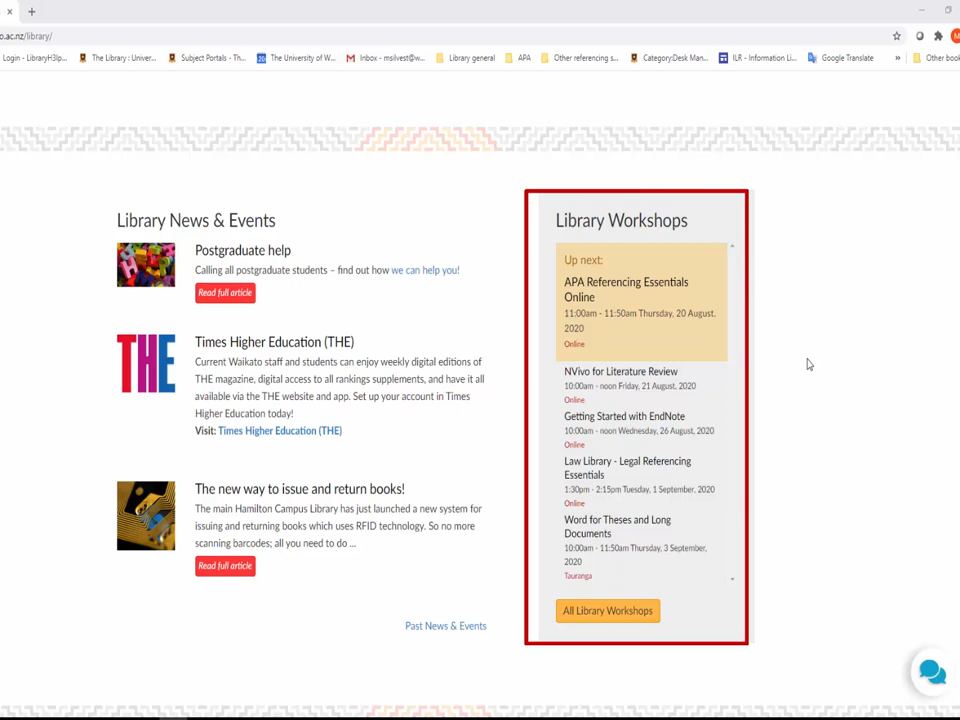 o.ac.nz/library/
Login - LibraryH3lp...
The Library : Univer...
Subject Portals - Th...
20
The University of W...
Inbox - msilvest@w...
Library general
APA
Other referencing s...
Category:Desk Man...
ILR - Information Li...
Google Translate
»
Other book
Library News & Events
Postgraduate help
Calling all postgraduate students – find out how we can help you!
Read full article
THE
Times Higher Education (THE)
Current Waikato staff and students can enjoy weekly digital editions of
THE magazine, digital access to all rankings supplements, and have it all
available via the THE website and app. Set up your account in Times
Higher Education today!
Visit: Times Higher Education (THE)
The new way to issue and return books!
The main Hamilton Campus Library has just launched a new system for
issuing and returning books which uses RFID technology. So no more
scanning barcodes; all you need to do ...
Read full article
Past News & Events
Library Workshops
Up next:
APA Referencing Essentials
Online
11:00am - 11:50am Thursday, 20 August,
2020
Online
NVivo for Literature Review
10:00am - noon Friday, 21 August, 2020
Online
Getting Started with EndNote
10:00am - noon Wednesday, 26 August, 2020
Online
Law Library - Legal Referencing
Essentials
1:30pm - 2:15pm Tuesday, 1 September, 2020
Online
Word for Theses and Long
Documents
10:00am - 11:50am Thursday, 3 September,
2020
Tauranga
All Library Workshops